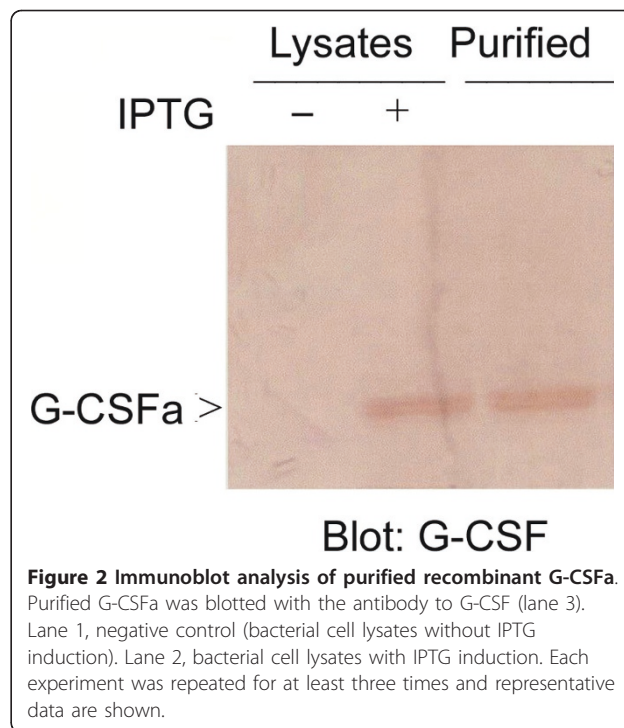 Lysates Purified
IPTG – +
G-CSFa >
Blot: G-CSF
Figure 2 Immunoblot analysis of purified recombinant G-CSFa.
Purified G-CSFa was blotted with the antibody to G-CSF (lane 3).
Lane 1, negative control (bacterial cell lysates without IPTG
induction). Lane 2, bacterial cell lysates with IPTG induction. Each
experiment was repeated for at least three times and representative
data are shown.